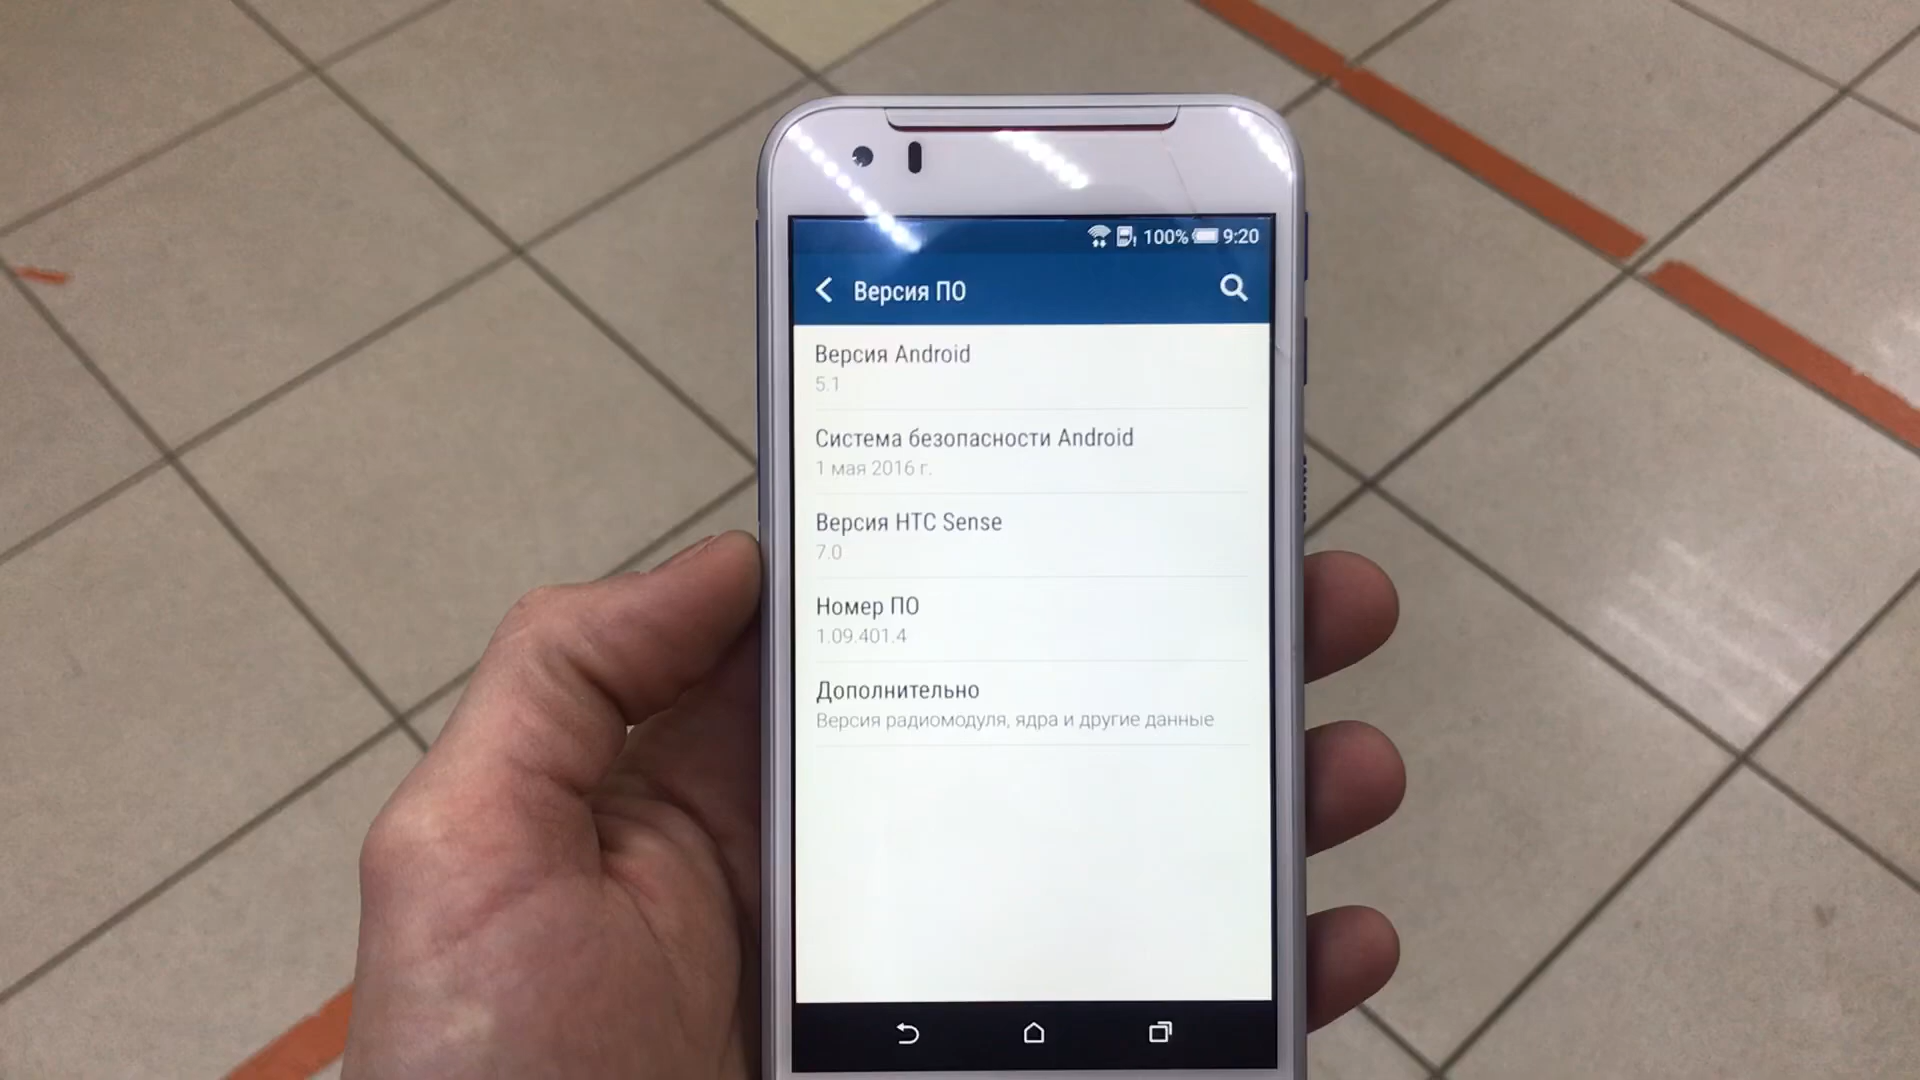 100% 9:20
Версия ПО
Версия Android
5.1
Система безопасности Android
1 мая 2016 г.
Версия HTC Sense
7.0
Номер ПО
1.09.401.4
Дополнительно
Версия радиомодуля, ядра и другие данные